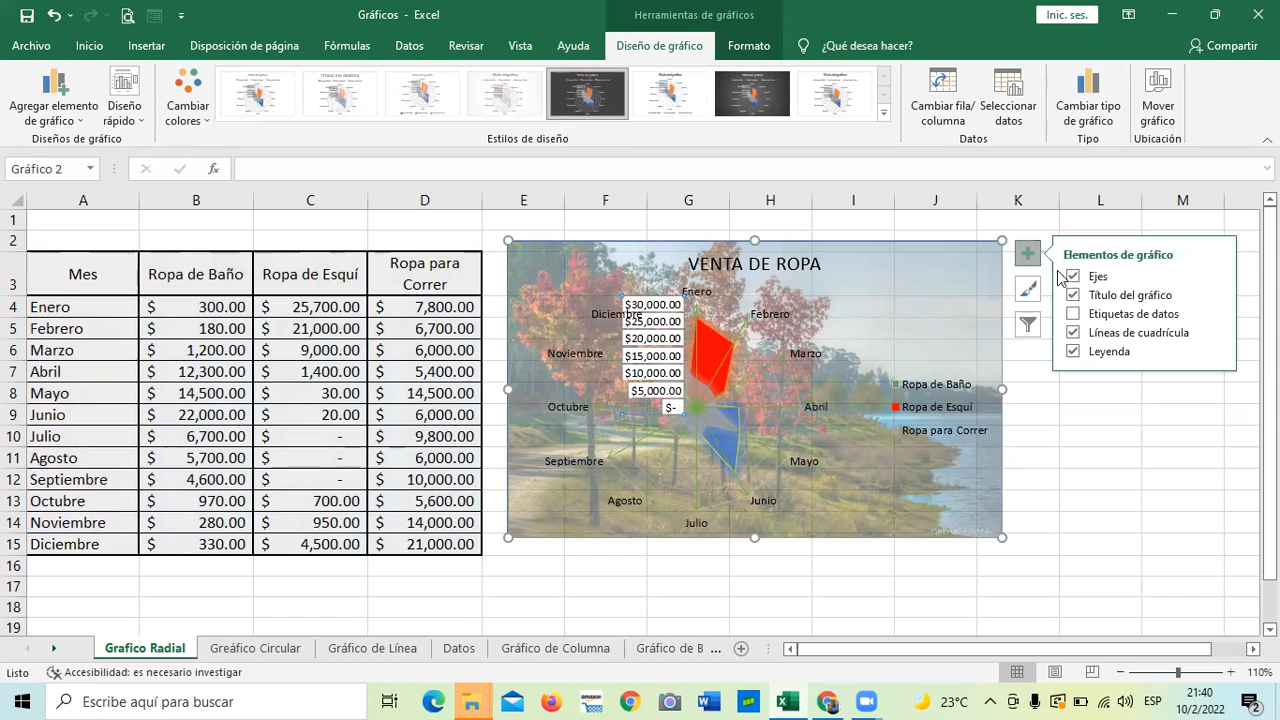 Gráficos - Excel
Herramientas de gráficos
Inic. ses.
Archivo Inicio Insertar Disposición de página Fórmulas Datos Revisar Vista Ayuda Diseño de gráfico Formato ¿Qué desea hacer? Compartir
Agregar elemento de gráfico
Diseño rápido
Cambiar colores
Cambiar fila/ columna
Seleccionar datos
Cambiar tipo de gráfico
Mover gráfico
Diseños de gráfico Estilos de diseño Datos Tipo Ubicación
Gráfico 2 fx
A B C D E F G H I J K L M
1
2
3 Mes Ropa de Baño Ropa de Esquí Ropa para Correr
4 Enero $ 300.00 $ 25,700.00 $ 7,800.00
5 Febrero $ 180.00 $ 21,000.00 $ 6,700.00
6 Marzo $ 1,200.00 $ 9,000.00 $ 6,000.00
7 Abril $ 12,300.00 $ 1,400.00 $ 5,400.00
8 Mayo $ 14,500.00 $ 30.00 $ 14,500.00
9 Junio $ 22,000.00 $ 20.00 $ 6,000.00
10 Julio $ 6,700.00 $ - $ 9,800.00
11 Agosto $ 5,700.00 $ - $ 6,000.00
12 Septiembre $ 4,600.00 $ - $ 10,000.00
13 Octubre $ 970.00 $ 700.00 $ 5,600.00
14 Noviembre $ 280.00 $ 950.00 $ 14,000.00
15 Diciembre $ 330.00 $ 4,500.00 $ 21,000.00
16
17
18
19
VENTA DE ROPA
Enero
Febrero
Marzo
Abril
Mayo
Junio
Julio
Agosto
Septiembre
Octubre
Noviembre
Diciembre
$30,000.00
$25,000.00
$20,000.00
$15,000.00
$10,000.00
$5,000.00
$-
Ropa de Baño
Ropa de Esquí
Ropa para Correr
Elementos de gráfico
Ejes
Título del gráfico
Etiquetas de datos
Líneas de cuadrícula
Leyenda
Grafico Radial Greáfico Circular Gráfico de Línea Datos Gráfico de Columna Gráfico de B ...
Listo Accesibilidad: es necesario investigar 110%
Escribe aquí para buscar
amazon
23°C
ESP
21:40
10/2/2022
2